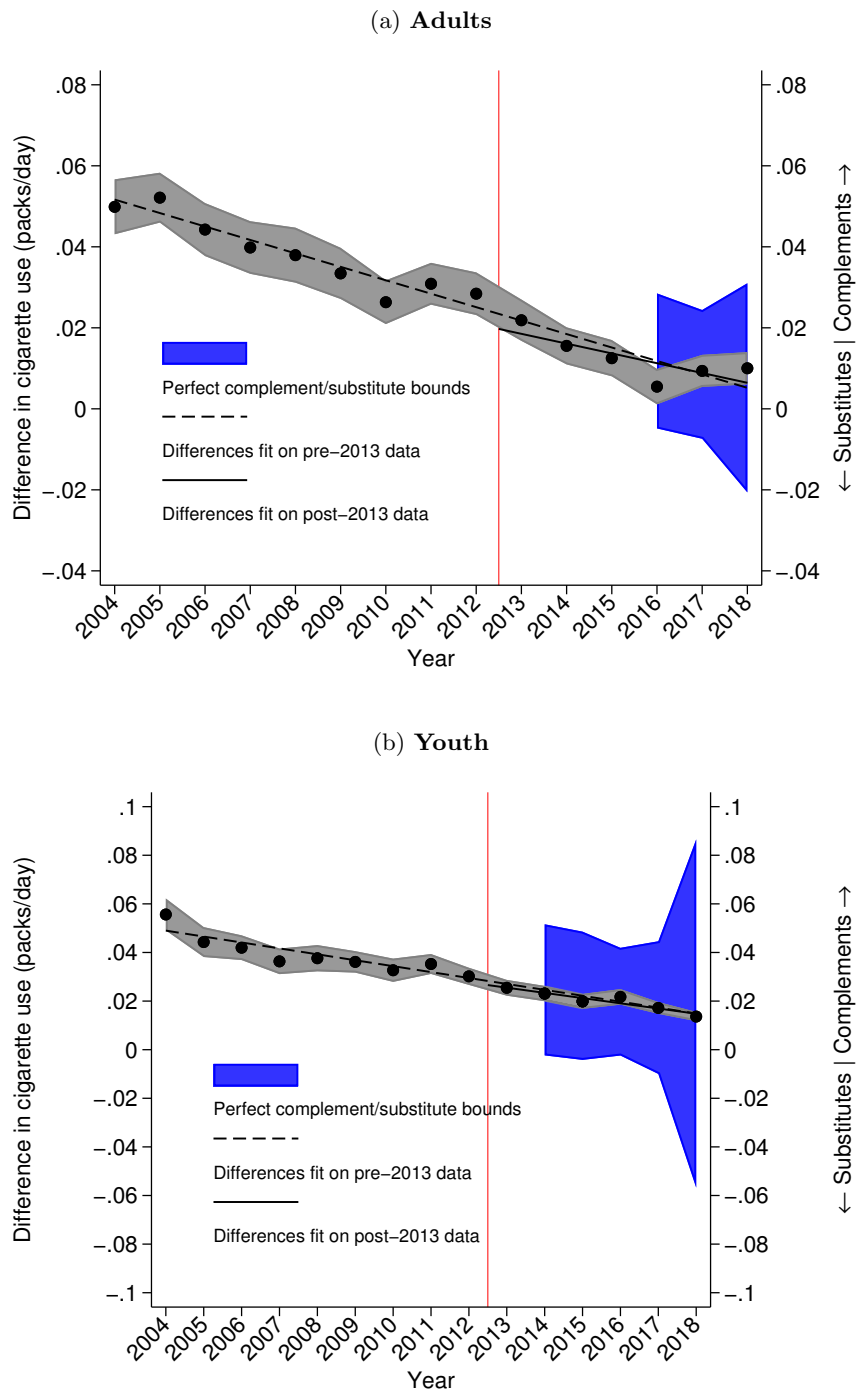 (a) Adults
Difference in cigarette use (packs/day)
.08
.06
.04
.02
0
−.02
−.04
Perfect complement/substitute bounds
Differences fit on pre−2013 data
Differences fit on post−2013 data
.08
.06
.04
.02
0
−.02
−.04
← Substitutes | Complements →
2004 2005 2006 2007 2008 2009 2010 2011 2012 2013 2014 2015 2016 2017 2018
Year
(b) Youth
Difference in cigarette use (packs/day)
.1
.08
.06
.04
.02
0
−.02
−.04
−.06
−.08
−.1
Perfect complement/substitute bounds
Differences fit on pre−2013 data
Differences fit on post−2013 data
.1
.08
.06
.04
.02
0
−.02
−.04
−.06
−.08
−.1
← Substitutes | Complements →
2004 2005 2006 2007 2008 2009 2010 2011 2012 2013 2014 2015 2016 2017 2018
Year